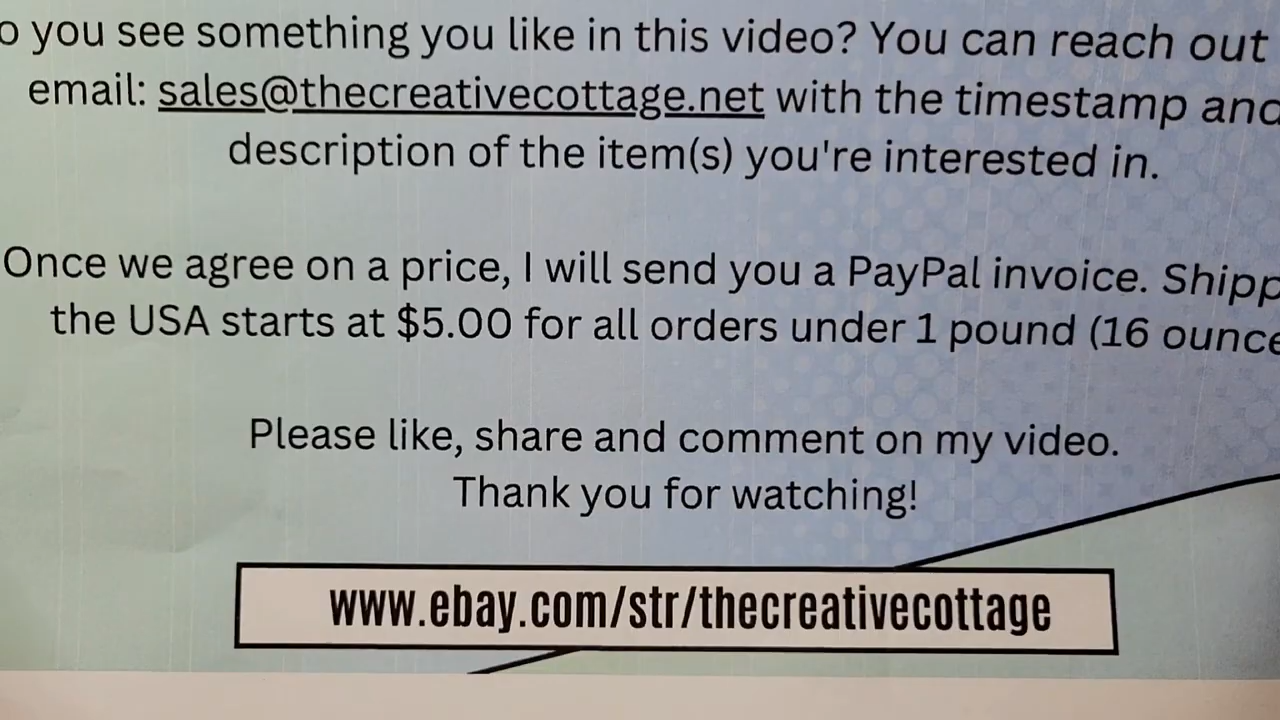 o you see something you like in this video? You can reach out
email: sales@thecreativecottage.net with the timestamp and
description of the item(s) you're interested in.
Once we agree on a price, I will send you a PayPal invoice. Shipp
the USA starts at $5.00 for all orders under 1 pound (16 ounce
Please like, share and comment on my video.
Thank you for watching!
www.ebay.com/str/thecreativecottage